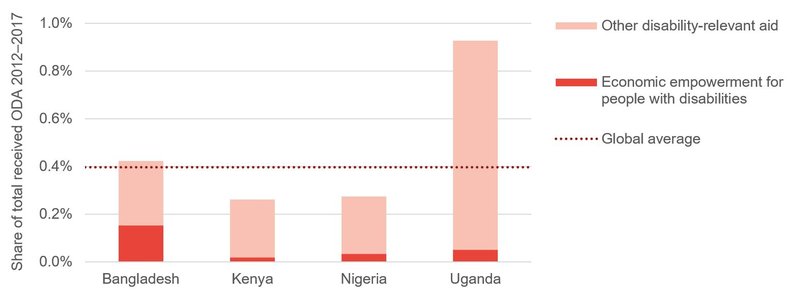 Share of total received ODA 2012–2017
1.0%
0.8%
0.6%
0.4%
0.2%
0.0%
Bangladesh
Kenya
Nigeria
Uganda
Other disability-relevant aid
Economic empowerment for
people with disabilities
Global average